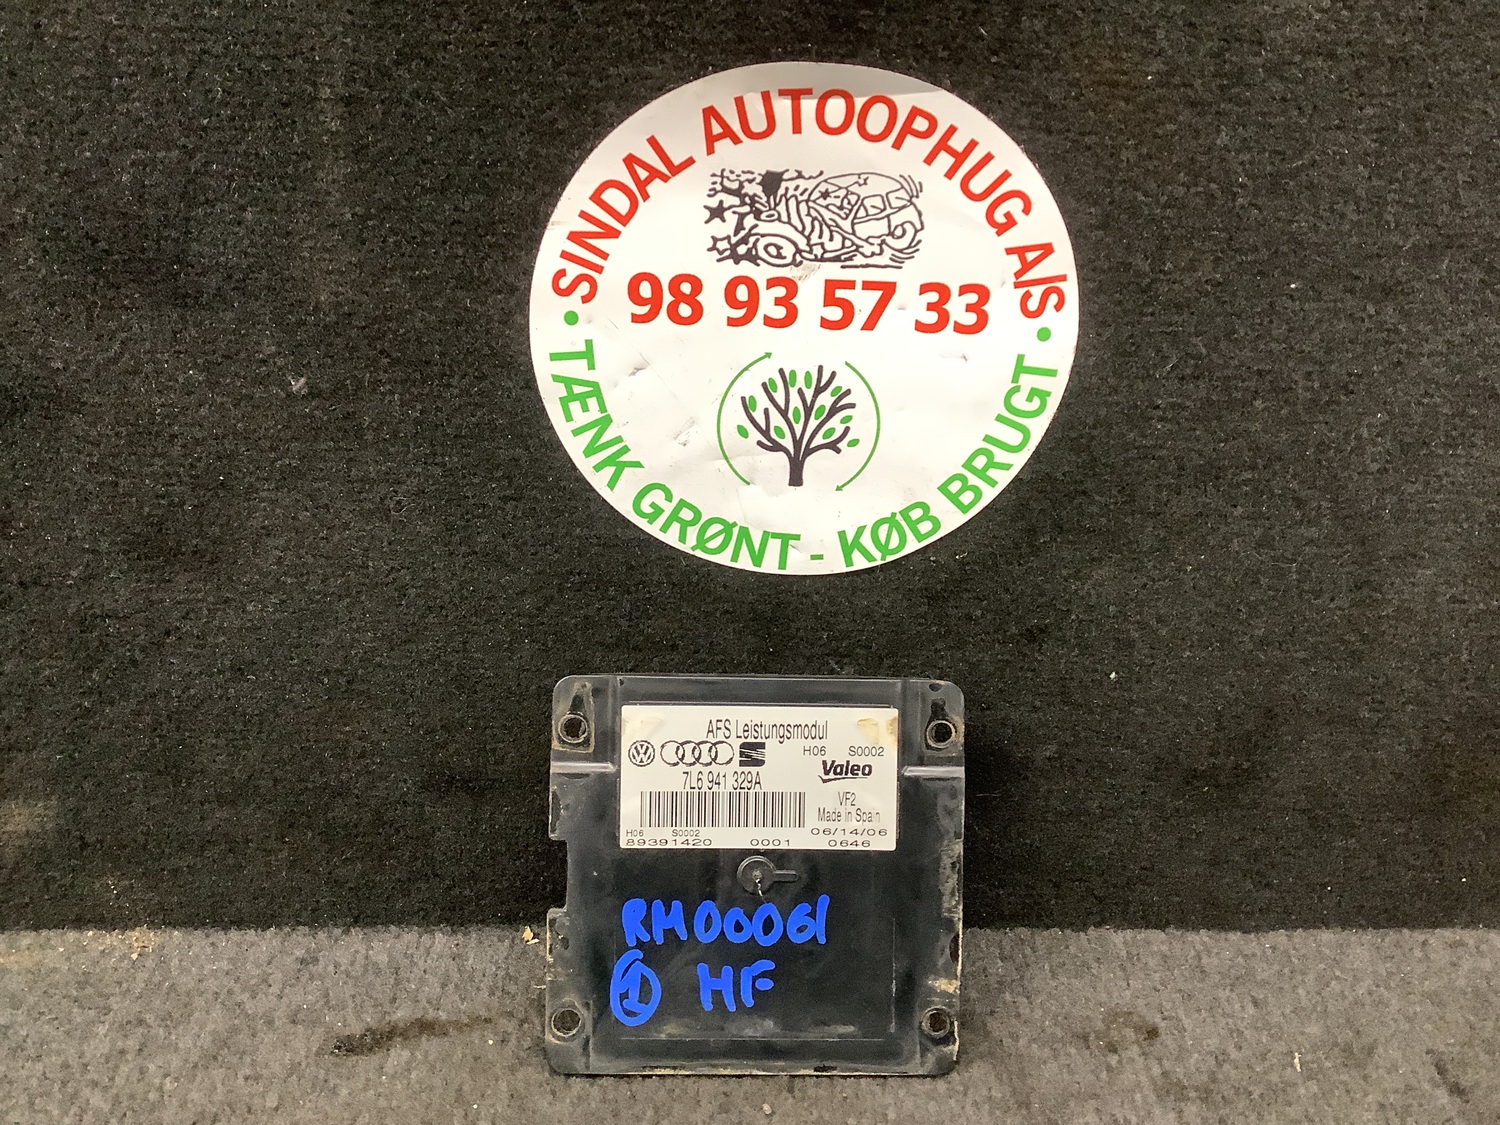 SINDAL AUTOOPHUG A/S
98 93 57 33
• TÆNK GRØNT - KØB BRUGT •
AFS Leistungsmodul
H06 S0002
7L6 941 329A
Valeo
VF2
Made in Spain
H06 S0002
06/14/06
89391420 0001 0646
RM00061
1 HF